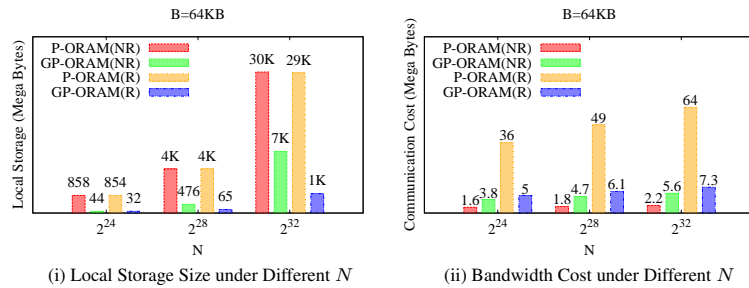 B=64KB
Local Storage (Mega Bytes)
P-ORAM(NR)
GP-ORAM(NR)
P-ORAM(R)
GP-ORAM(R)
858 44 854 32
4K 476 4K 65
30K 7K 29K 1K
2^24 2^28 2^32
N
(i) Local Storage Size under Different N
B=64KB
Communication Cost (Mega Bytes)
P-ORAM(NR)
GP-ORAM(NR)
P-ORAM(R)
GP-ORAM(R)
1.6 3.8 36 5
1.8 4.7 49 6.1
2.2 5.6 64 7.3
2^24 2^28 2^32
N
(ii) Bandwidth Cost under Different N